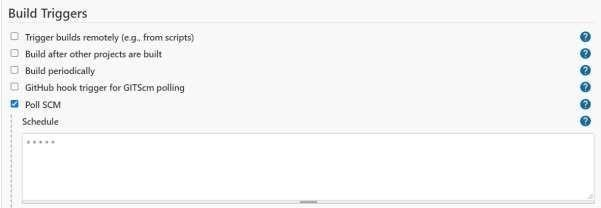 Build Triggers
Trigger builds remotely (e.g., from scripts)
Build after other projects are built
Build periodically
GitHub hook trigger for GITScm polling
Poll SCM
Schedule
* * * * *